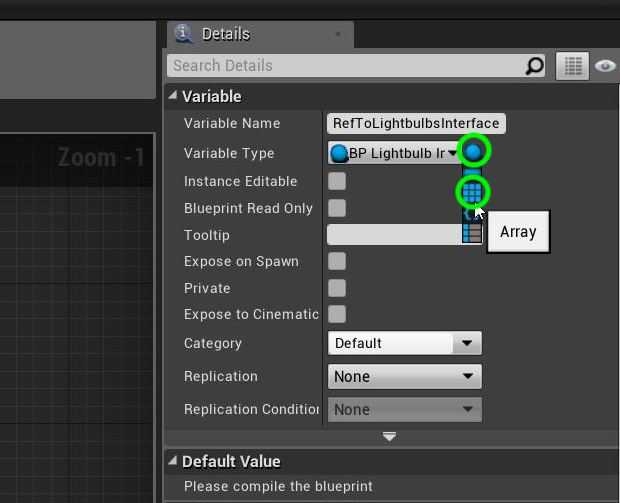 Details
Search Details
Variable
Variable Name RefToLightbulbsInterface
Variable Type BP Lightbulb Ir
Instance Editable
Blueprint Read Only
Tooltip
Array
Expose on Spawn
Private
Expose to Cinematic
Category Default
Replication None
Replication Condition None
Default Value
Please compile the blueprint
Zoom -1